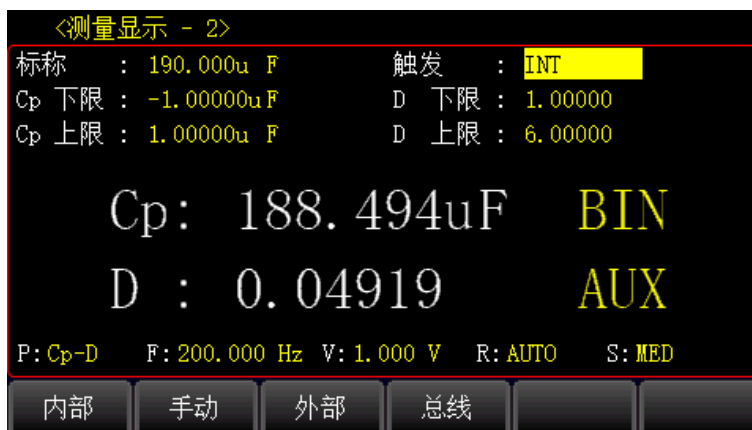 <测量显示 - 2>
标称 : 190.000u F 触发 : INT
Cp 下限 : -1.00000u F D 下限 : 1.00000
Cp 上限 : 1.00000u F D 上限 : 6.00000
Cp: 188.494uF BIN
D : 0.04919 AUX
P:Cp-D F:200.000 Hz V:1.000 V R:AUTO S:MED
内部 手动 外部 总线